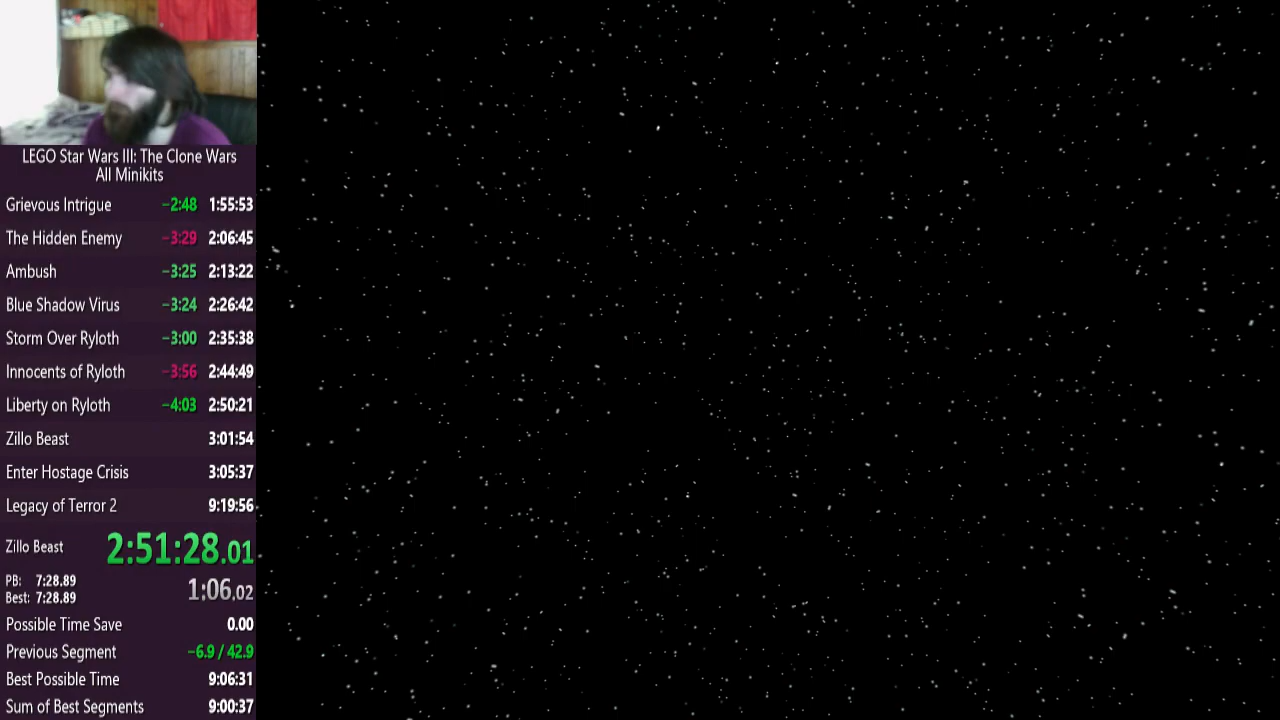 LEGO Star Wars III: The Clone Wars
All Minikits
Grievous Intrigue −2:48 1:55:53
The Hidden Enemy −3:29 2:06:45
Ambush −3:25 2:13:22
Blue Shadow Virus −3:24 2:26:42
Storm Over Ryloth −3:00 2:35:38
Innocents of Ryloth −3:56 2:44:49
Liberty on Ryloth −4:03 2:50:21
Zillo Beast 3:01:54
Enter Hostage Crisis 3:05:37
Legacy of Terror 2 9:19:56
Zillo Beast 2:51:28.01
PB: 7:28.89
Best: 7:28.89
1:06.02
Possible Time Save 0.00
Previous Segment −6.9 / 42.9
Best Possible Time 9:06:31
Sum of Best Segments 9:00:37